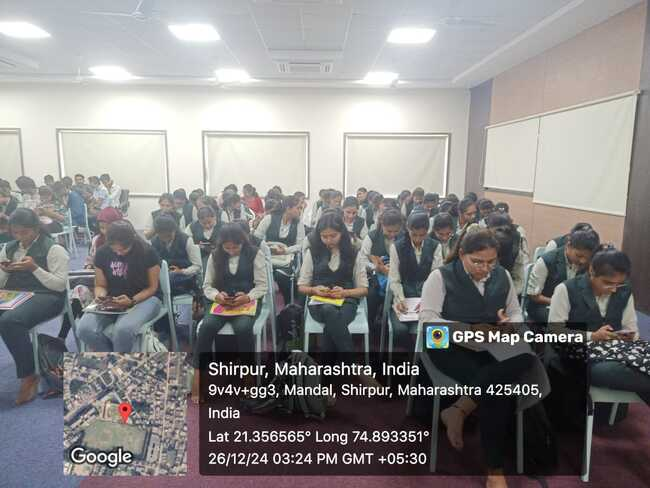 GPS Map Camera
Shirpur, Maharashtra, India
9v4v+gg3, Mandal, Shirpur, Maharashtra 425405,
India
Lat 21.356565° Long 74.893351°
26/12/24 03:24 PM GMT +05:30
Google